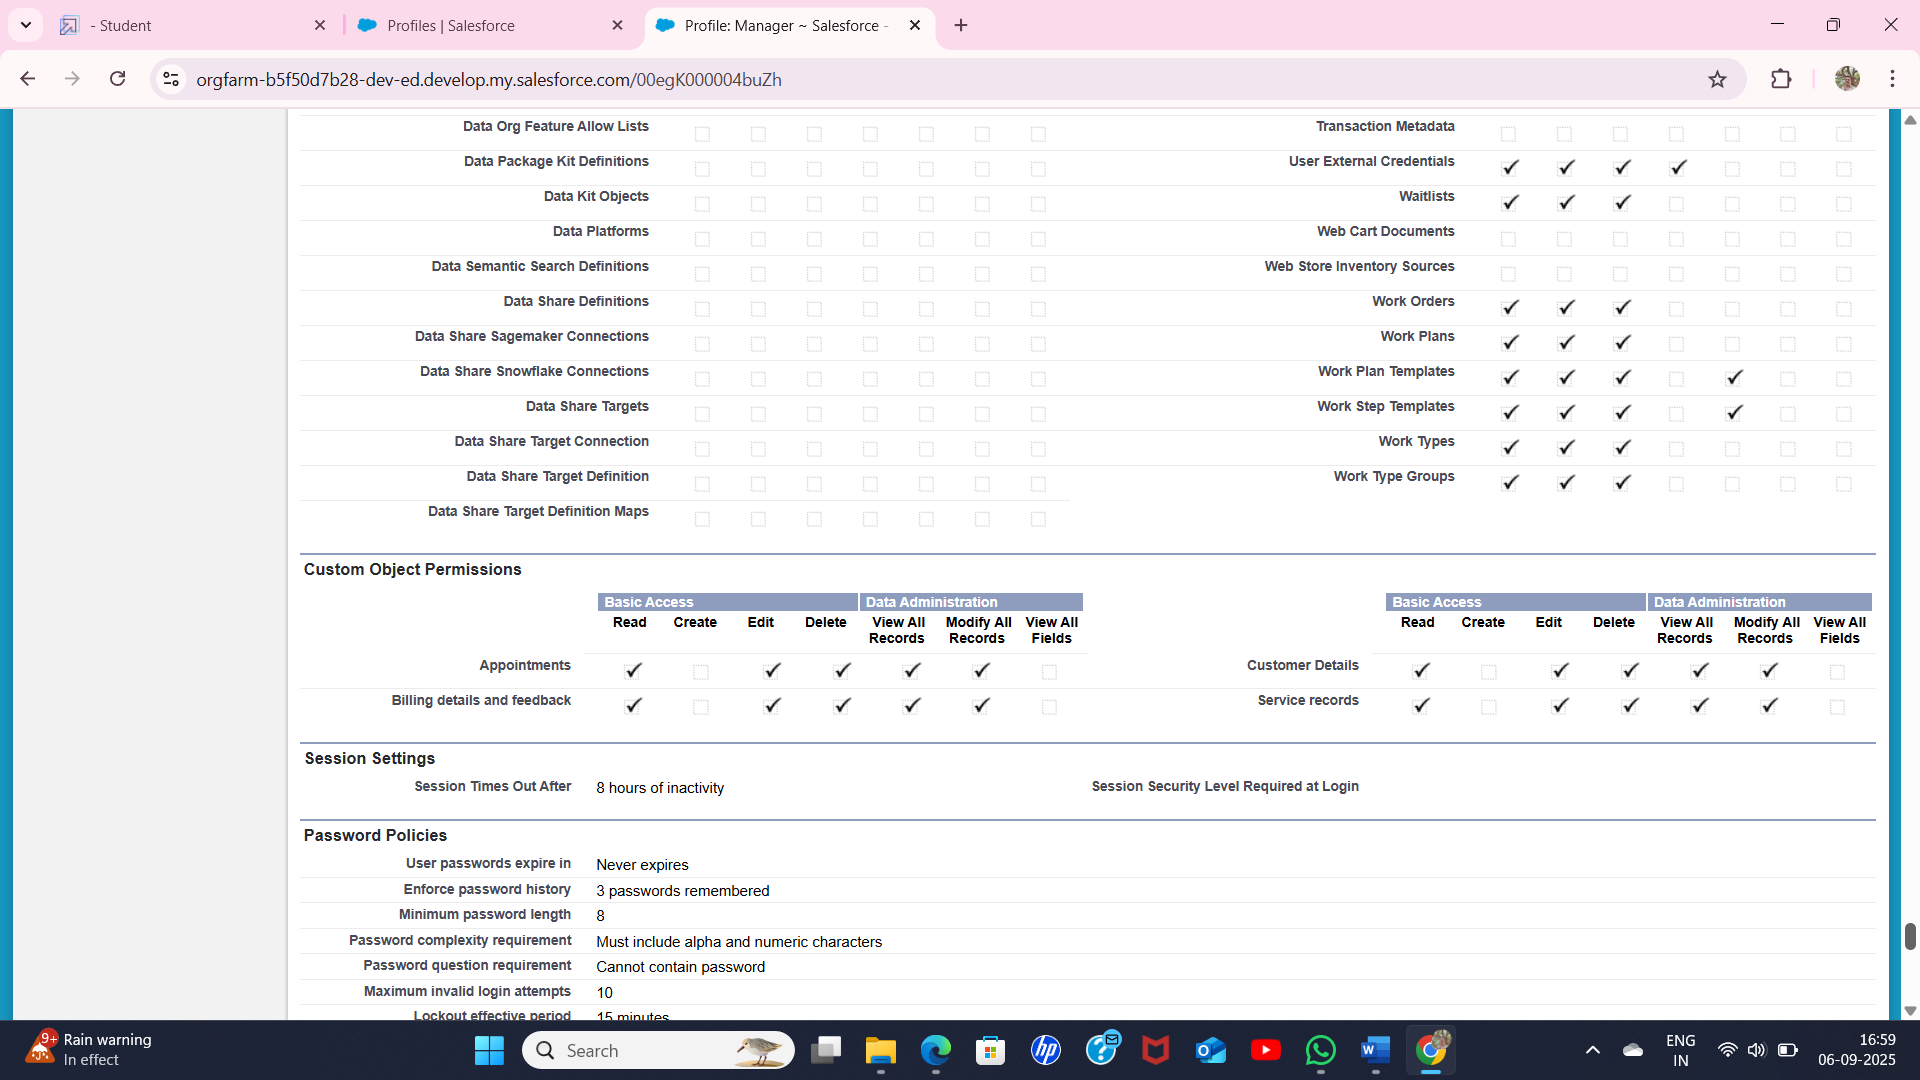 - Student
Profiles | Salesforce
Profile: Manager ~ Salesforce -
orgfarm-b5f50d7b28-dev-ed.develop.my.salesforce.com/00egK000004buZh
Data Org Feature Allow Lists
Transaction Metadata
Data Package Kit Definitions
User External Credentials
Data Kit Objects
Waitlists
Data Platforms
Web Cart Documents
Data Semantic Search Definitions
Web Store Inventory Sources
Data Share Definitions
Work Orders
Data Share Sagemaker Connections
Work Plans
Data Share Snowflake Connections
Work Plan Templates
Data Share Targets
Work Step Templates
Data Share Target Connection
Work Types
Data Share Target Definition
Work Type Groups
Data Share Target Definition Maps
Custom Object Permissions
Basic Access Data Administration
Read Create Edit Delete View All Records Modify All Records View All Fields
Basic Access Data Administration
Read Create Edit Delete View All Records Modify All Records View All Fields
Appointments
Customer Details
Billing details and feedback
Service records
Session Settings
Session Times Out After 8 hours of inactivity
Session Security Level Required at Login
Password Policies
User passwords expire in Never expires
Enforce password history 3 passwords remembered
Minimum password length 8
Password complexity requirement Must include alpha and numeric characters
Password question requirement Cannot contain password
Maximum invalid login attempts 10
Lockout effective period 15 minutes
9+
Rain warning
In effect
Search
hp
W
ENG
IN
16:59
06-09-2025